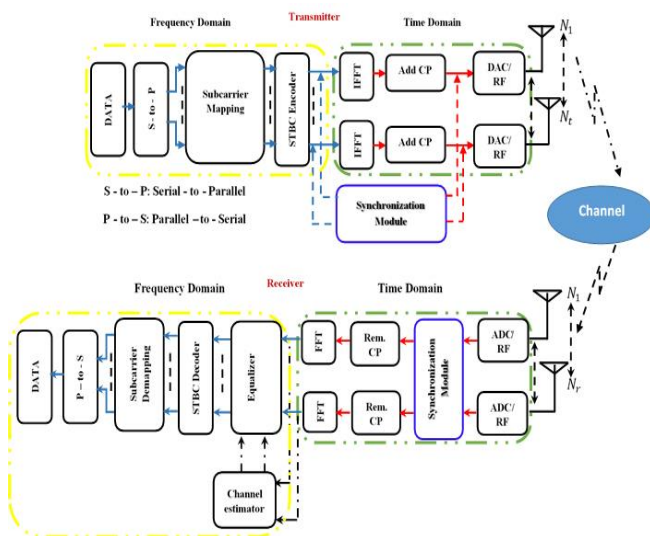 Frequency Domain
Transmitter
Time Domain
DATA
S - to - P
Subcarrier
Mapping
STBC Encoder
IFFT
Add CP
DAC/
RF
N1
IFFT
Add CP
DAC/
RF
Nt
S - to – P: Serial - to - Parallel
P - to – S: Parallel –to - Serial
Synchronization
Module
Channel
Frequency Domain
Receiver
Time Domain
DATA
P – to - S
Subcarrier
Demapping
STBC Decoder
Equalizer
FFT
Rem.
CP
Synchronization
Module
ADC/
RF
N1
FFT
Rem.
CP
ADC/
RF
Nr
Channel
estimator